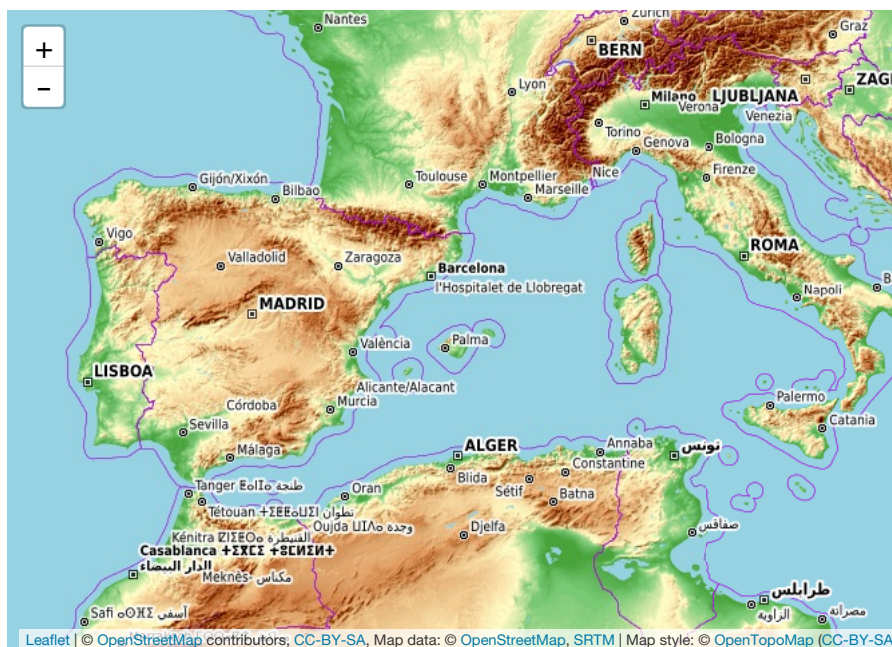 Nantes
Zürich
Graz
+
BERN
−
Lyon
Milano
Verona
LJUBLJANA
ZAG
Venezia
Torino
Genova
Bologna
Toulouse
Montpellier
Nice
Firenze
Gijón/Xixón
Bilbao
Marseille
Vigo
Valladolid
Zaragoza
Barcelona
ROMA
l'Hospitalet de Llobregat
B
Napoli
MADRID
València
Palma
LISBOA
Alicante/Alacant
Murcia
Palermo
Córdoba
Sevilla
Catania
Málaga
ALGER
Annaba
تونس
Blida
Constantine
Tanger ⵟⴰⵏⵊⴰ طنجة
Oran
Sétif
Batna
Tétouan ⵜⵉⵟⵟⴰⵡⵉⵏ تطوان
Oujda ⵡⵊⴷⴰ وجدة
Djelfa
صفاقس
Kénitra ⵇⵏⵉⵟⵔⴰ القنيطرة
Casablanca ⵜⵉⴳⵎⵉ ⵜⵓⵎⵍⵉⵍⵜ
الدار البيضاء
Meknès- مكناس
طرابلس
Safi ⴰⵙⴼⵉ آسفي
الزاوية
مصراتة
Leaflet | © OpenStreetMap contributors, CC-BY-SA, Map data: © OpenStreetMap, SRTM | Map style: © OpenTopoMap (CC-BY-SA